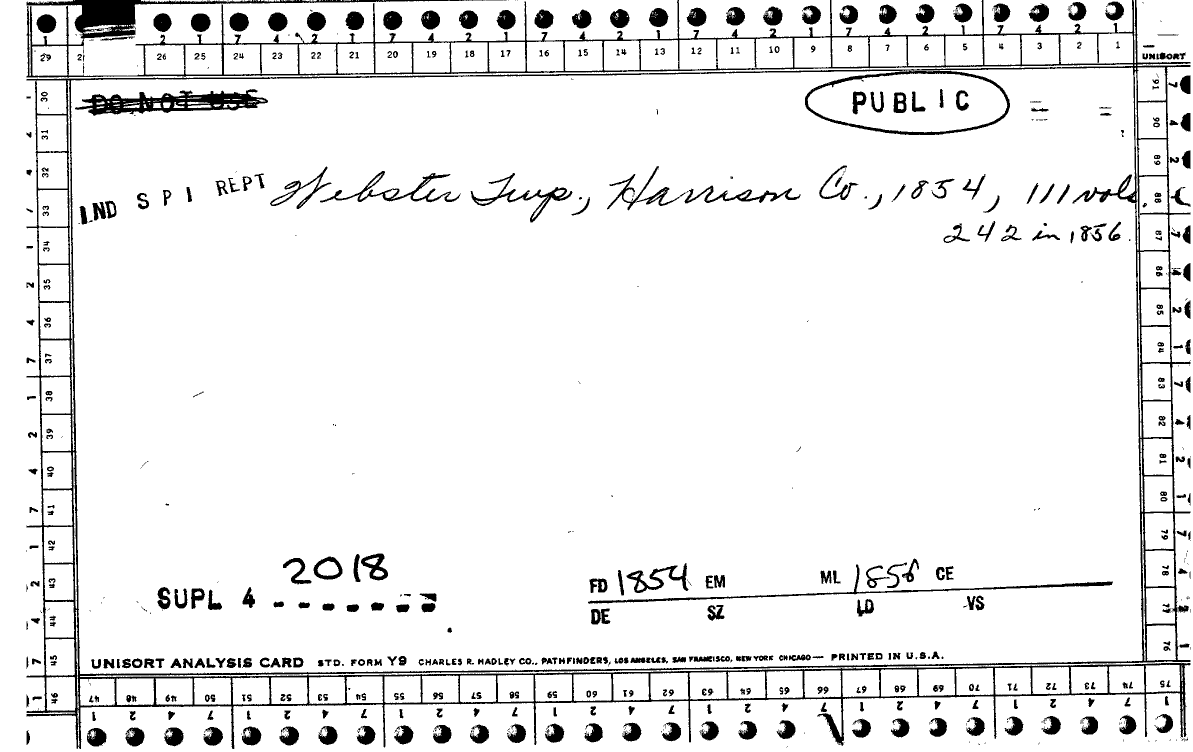 1 2 1 7 4 2 1 7 4 2 1 7 4 2 1 7 4 2 1 7 4 2 1 7 4 2 1
29 2 26 25 24 23 22 21 20 19 18 17 16 15 14 13 12 11 10 9 8 7 6 5 4 3 2 1 UNISORT
DO NOT USE
PUBLIC
IND SPI REPT Webster Twp., Harrison Co., 1854, 111 vols.
242 in 1856.
2018
SUPL 4
FD 1854 EM ML 1856 CE
DE SZ LD VS
UNISORT ANALYSIS CARD STD. FORM Y9 CHARLES R. HADLEY CO., PATHFINDERS, LOS ANGELES, SAN FRANCISCO, NEW YORK CHICAGO — PRINTED IN U.S.A.
30 31 32 33 34 35 36 37 38 39 40 41 42 43 44 45 46
47 48 49 50 51 52 53 54 55 56 57 58 59 60 61 62 63 64 65 66 67 68 69 70 71 72 73 74 75
1 2 4 7 1 2 4 7 1 2 4 7 1 2 4 7 1 2 4 7 1 2 4 7 1 2 4 7 1
91 90 89 88 87 86 85 84 83 82 81 80 79 78 77 76